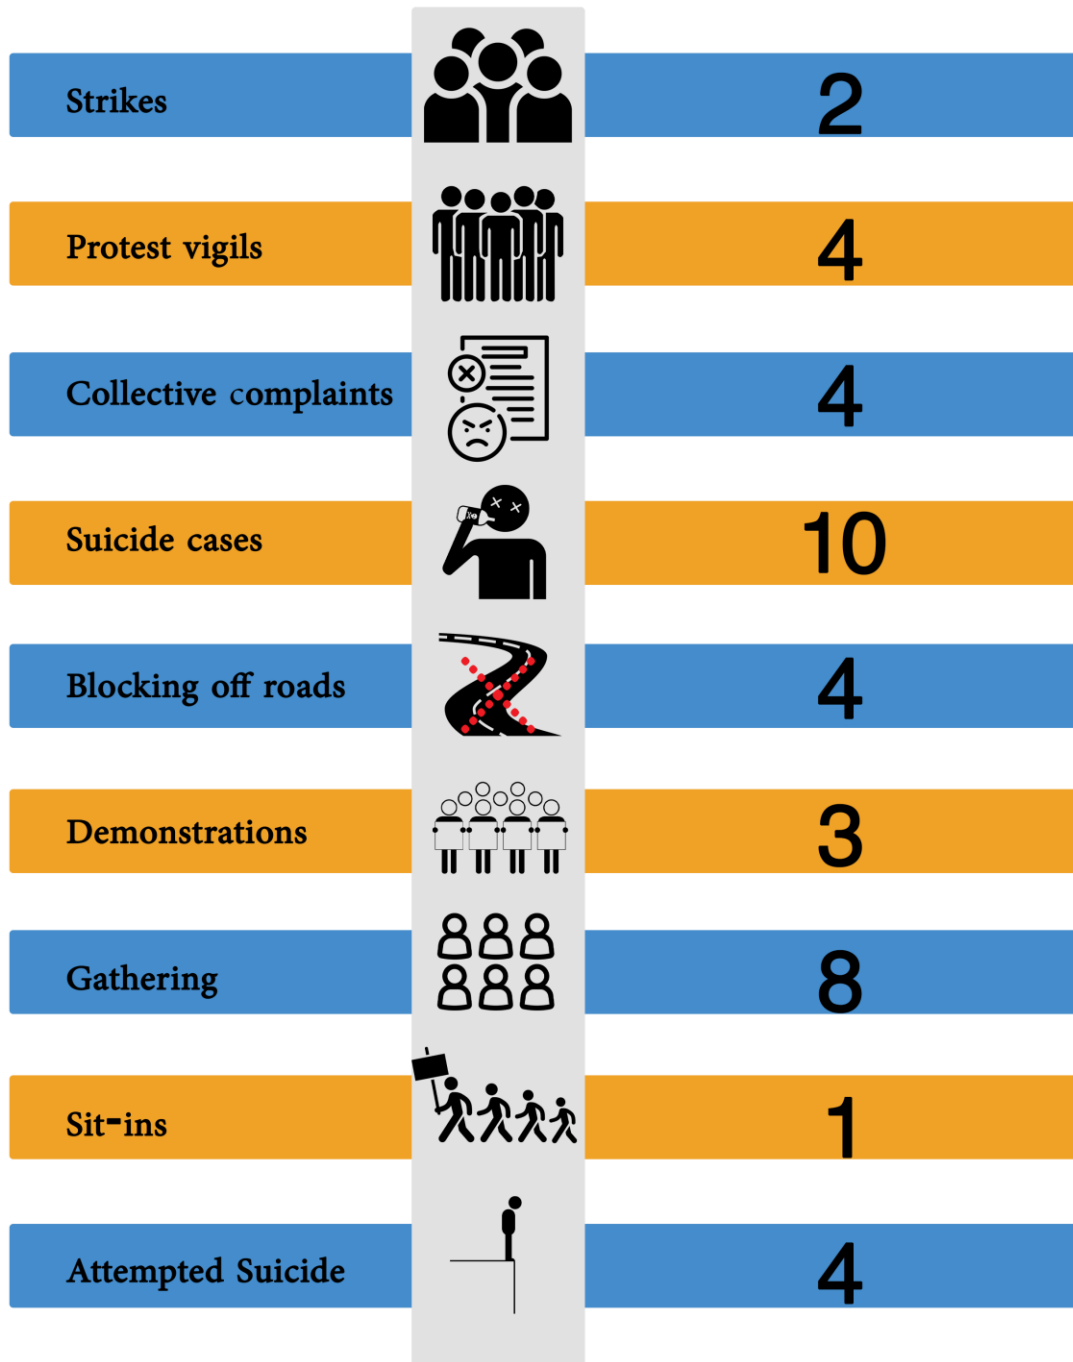 Strikes 2
Protest vigils 4
Collective complaints 4
Suicide cases 10
Blocking off roads 4
Demonstrations 3
Gathering 8
Sit-ins 1
Attempted Suicide 4